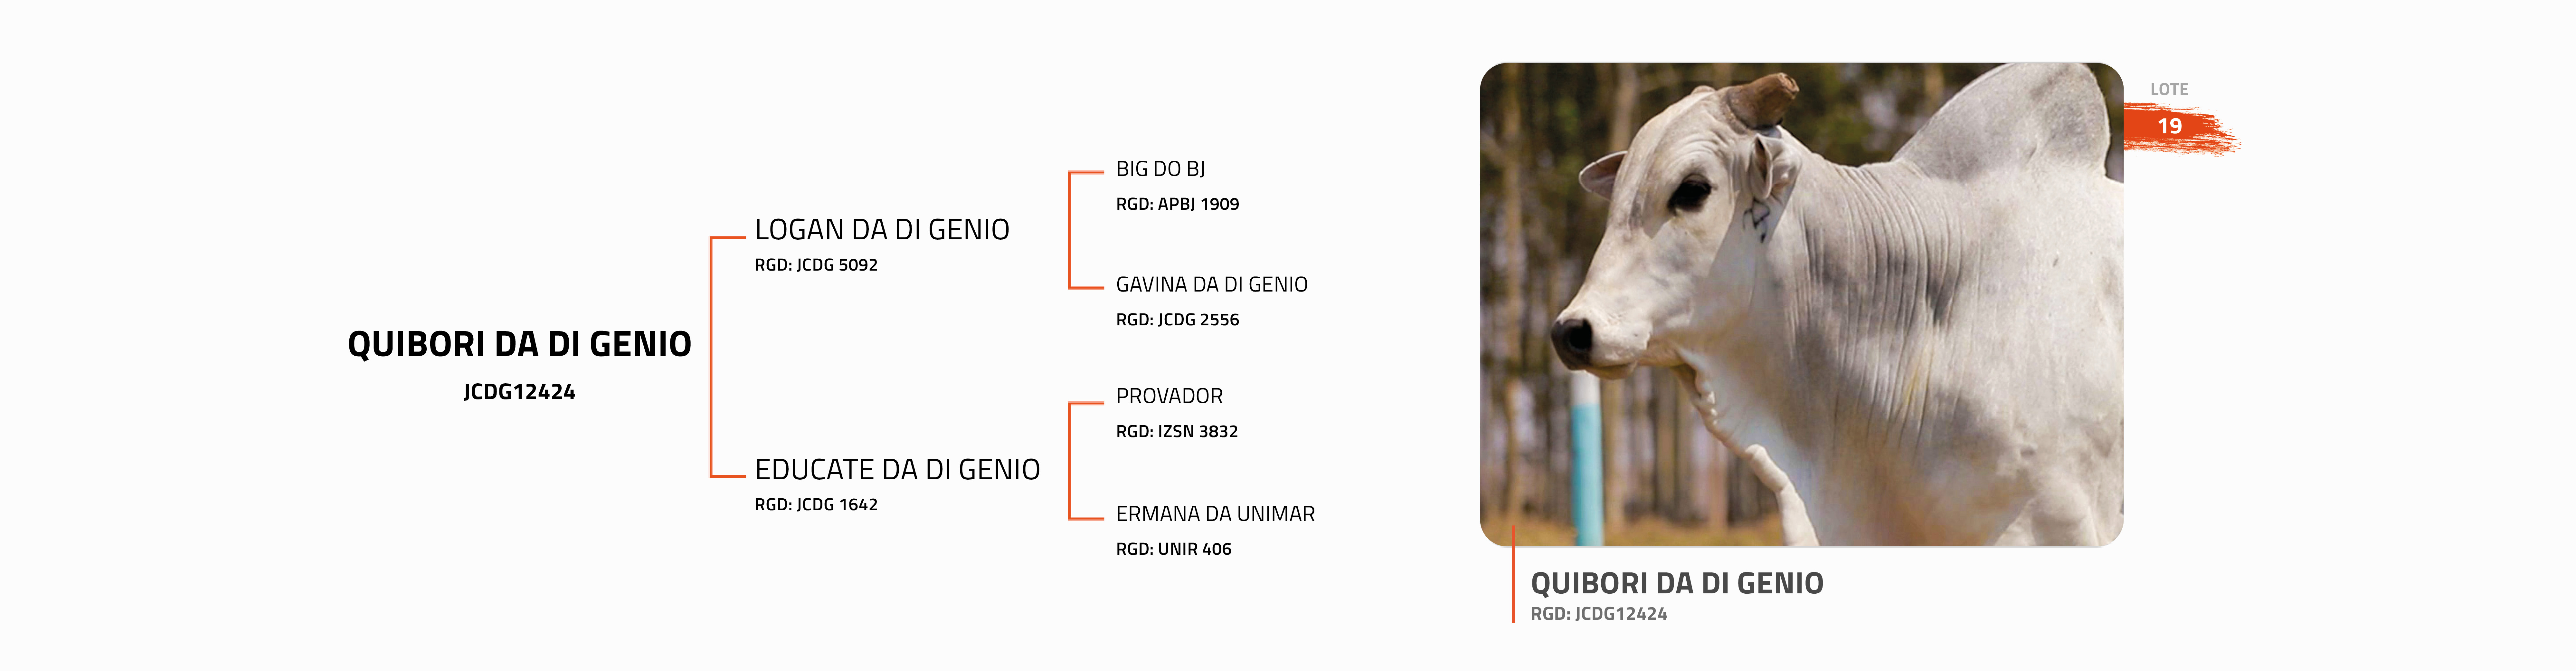 QUIBORI DA DI GENIO
JCDG12424
LOGAN DA DI GENIO
RGD: JCDG 5092
EDUCATE DA DI GENIO
RGD: JCDG 1642
BIG DO BJ
RGD: APBJ 1909
GAVINA DA DI GENIO
RGD: JCDG 2556
PROVADOR
RGD: IZSN 3832
ERMANA DA UNIMAR
RGD: UNIR 406
LOTE
19
QUIBORI DA DI GENIO
RGD: JCDG12424